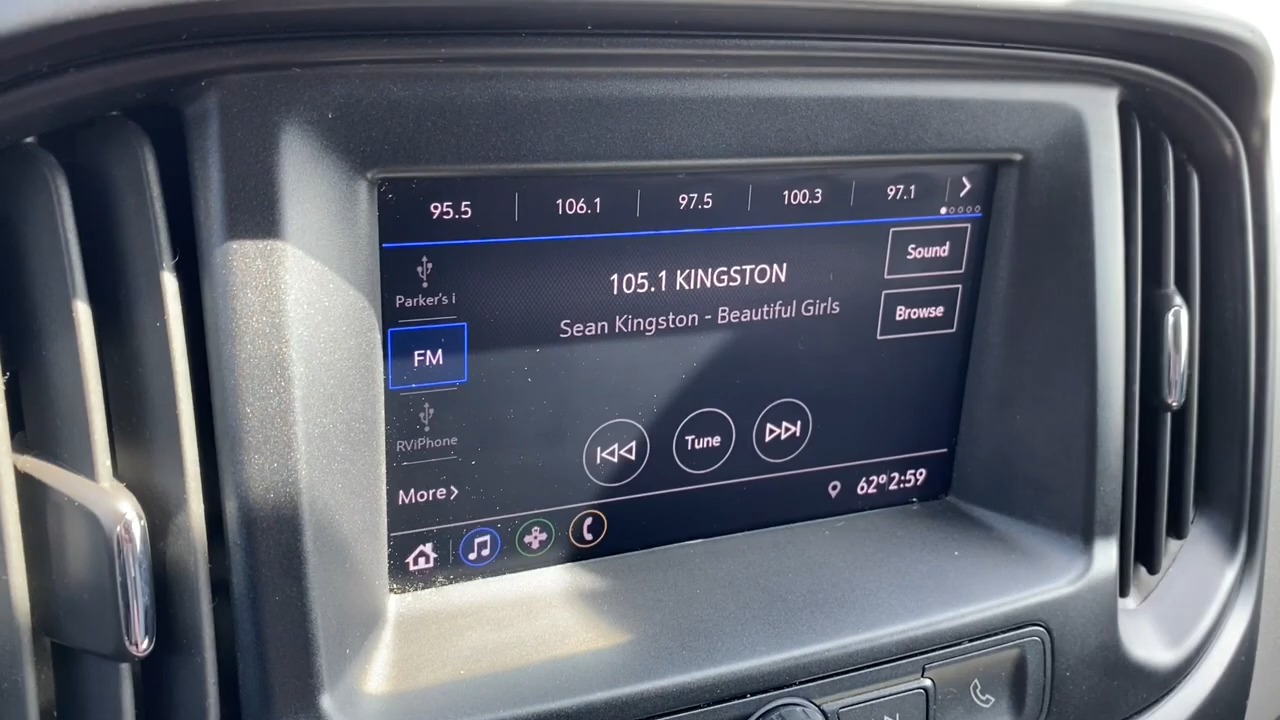 95.5 106.1 97.5 100.3 97.1
Parker's i
105.1 KINGSTON
Sean Kingston - Beautiful Girls
Sound
Browse
FM
RViPhone
Tune
More
62° 2:59